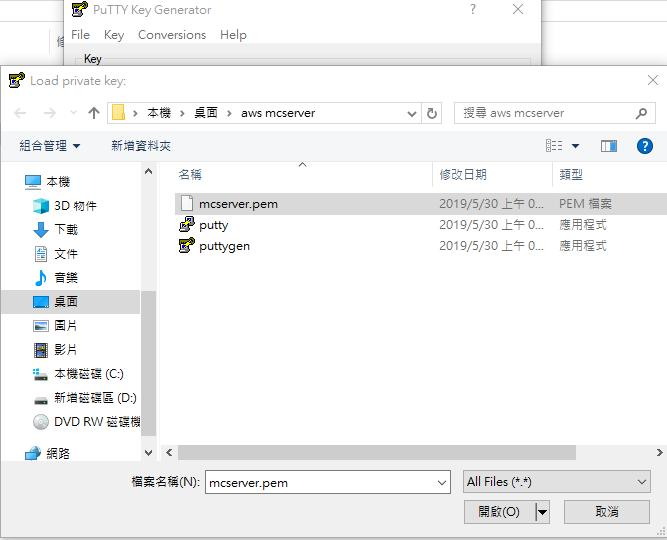 PuTTY Key Generator
File Key Conversions Help
Key
Load private key:
本機 > 桌面 > aws mcserver
搜尋 aws mcserver
組合管理 新增資料夾
名稱 修改日期 類型
本機
3D 物件
下載
文件
音樂
桌面
圖片
影片
本機磁碟 (C:)
新增磁碟區 (D:)
DVD RW 磁碟機
網路
mcserver.pem 2019/5/30 上午 0... PEM 檔案
putty 2019/5/30 上午 0... 應用程式
puttygen 2019/5/30 上午 0... 應用程式
檔案名稱(N): mcserver.pem All Files (*.*)
開啟(O) 取消